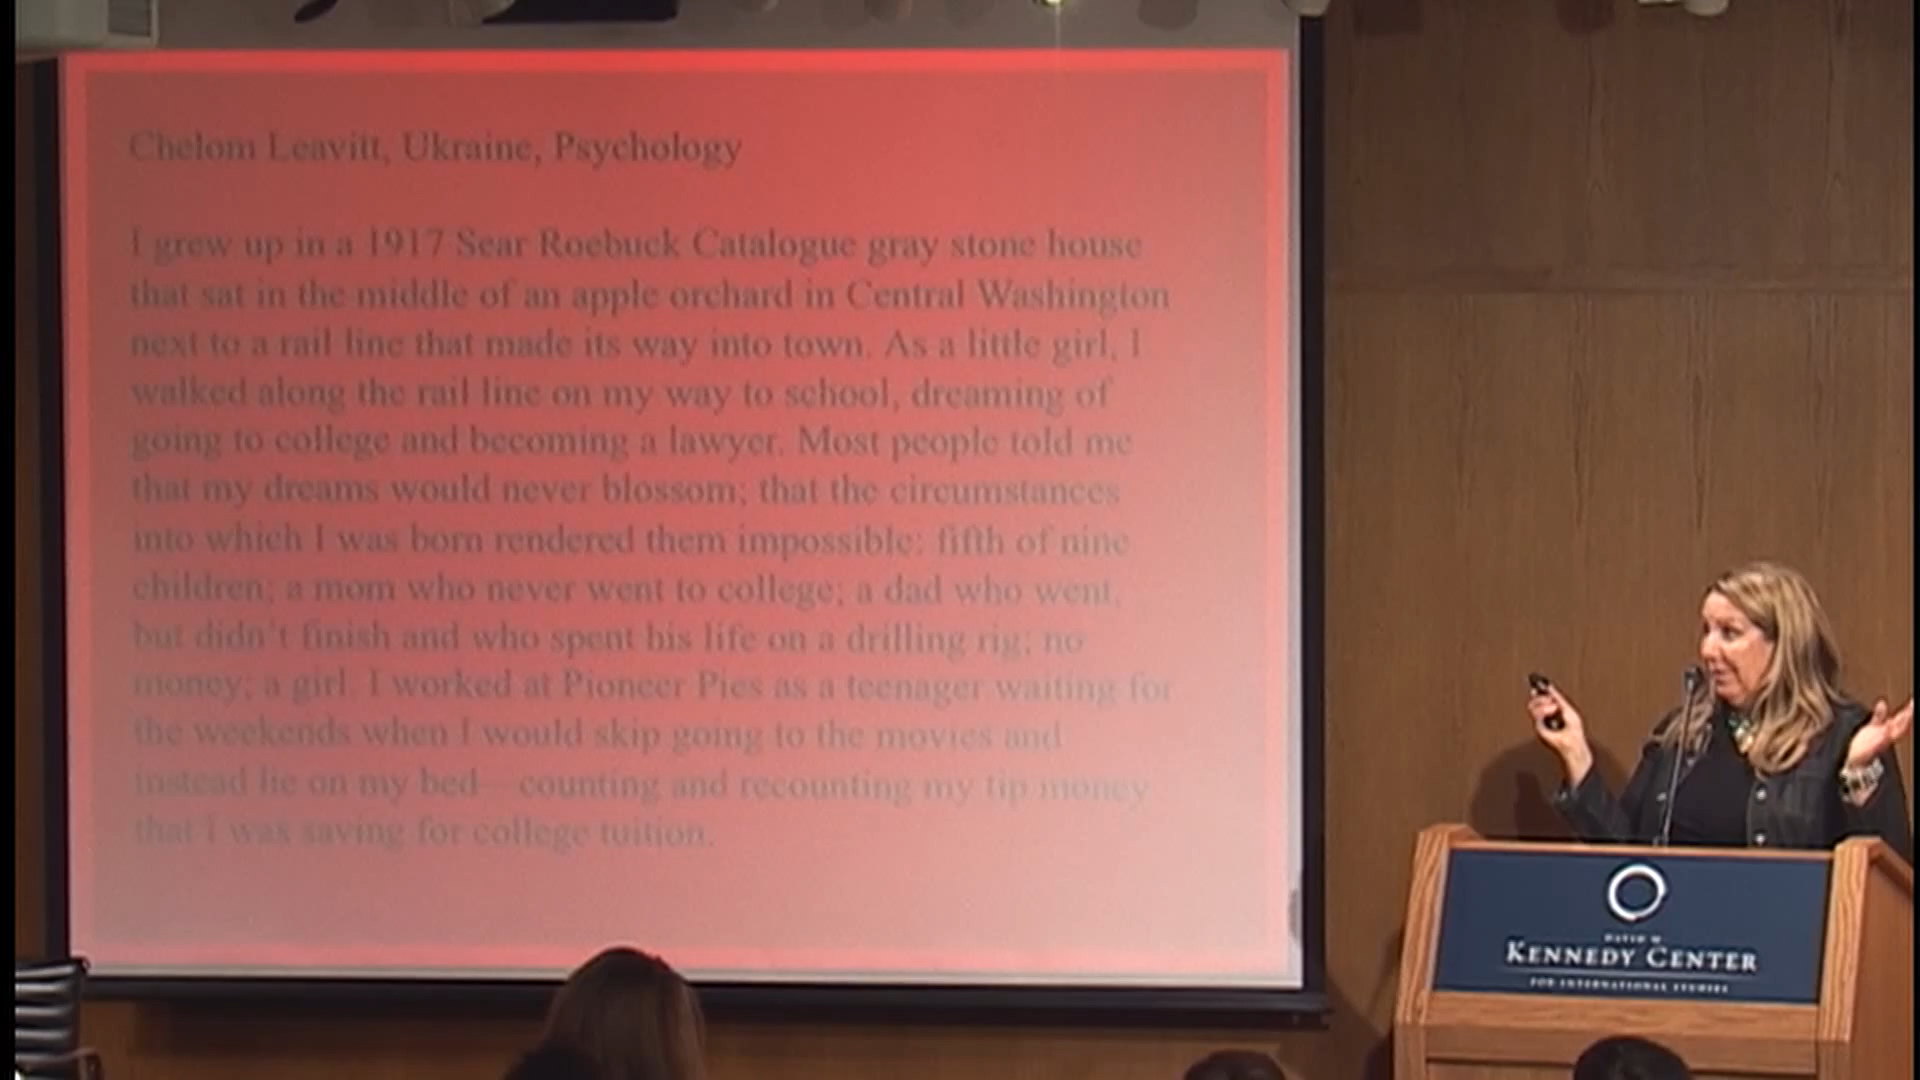 Chelom Leavitt, Ukraine, Psychology
I grew up in a 1917 Sear Roebuck Catalogue gray stone house
that sat in the middle of an apple orchard in Central Washington
next to a rail line that made its way into town. As a little girl, I
walked along the rail line on my way to school, dreaming of
going to college and becoming a lawyer. Most people told me
that my dreams would never blossom; that the circumstances
into which I was born rendered them impossible: fifth of nine
children; a mom who never went to college; a dad who went,
but didn't finish and who spent his life on a drilling rig; no
money; a girl. I worked at Pioneer Pies as a teenager waiting for
the weekends when I would skip going to the movies and
instead lie on my bed—counting and recounting my tip money
that I was saving for college tuition.
DAVID M.
KENNEDY CENTER
FOR INTERNATIONAL STUDIES